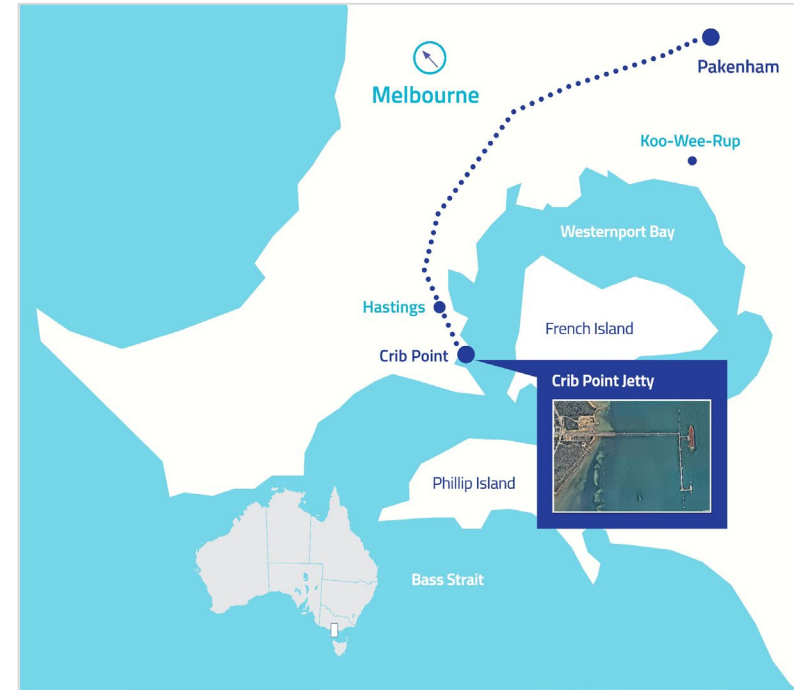 Melbourne
Pakenham
Koo-Wee-Rup
Westernport Bay
Hastings
French Island
Crib Point
Crib Point Jetty
Phillip Island
Bass Strait